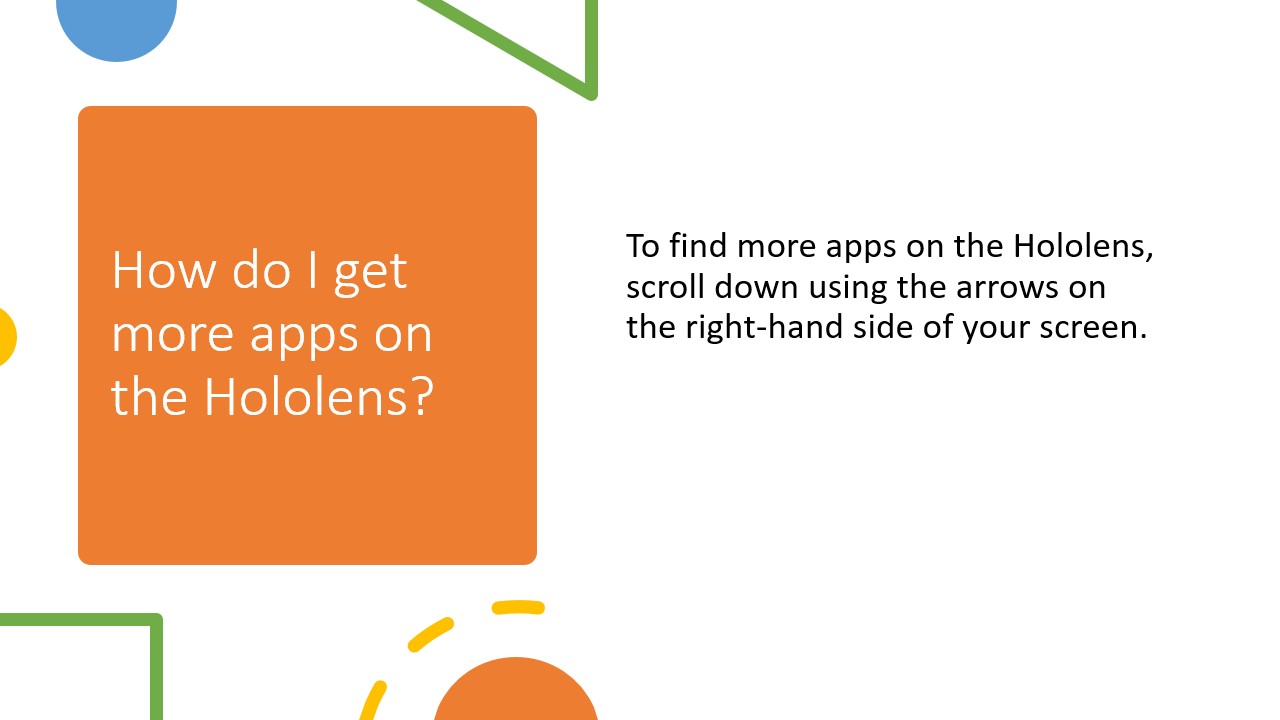 How do I get
more apps on
the Hololens?
To find more apps on the Hololens,
scroll down using the arrows on
the right-hand side of your screen.